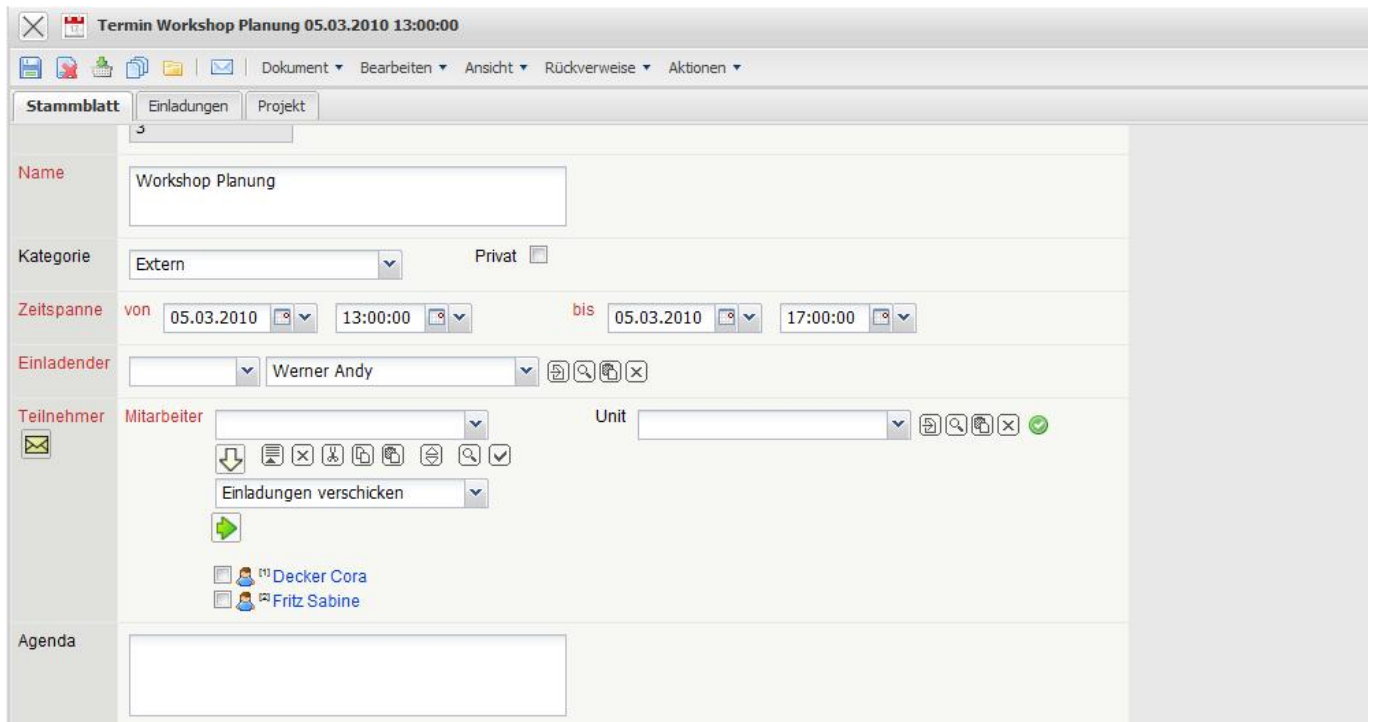 Termin Workshop Planung 05.03.2010 13:00:00
Dokument Bearbeiten Ansicht Rückverweise Aktionen
Stammblatt Einladungen Projekt
3
Name Workshop Planung
Kategorie Extern Privat
Zeitspanne von 05.03.2010 13:00:00 bis 05.03.2010 17:00:00
Einladender Werner Andy
Teilnehmer Mitarbeiter Unit
Einladungen verschicken
[1] Decker Cora
[2] Fritz Sabine
Agenda